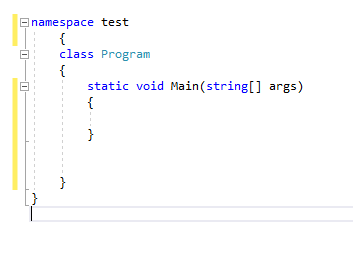 namespace test
    {
    class Program
    {
        static void Main(string[] args)
        {

        }


    }
}